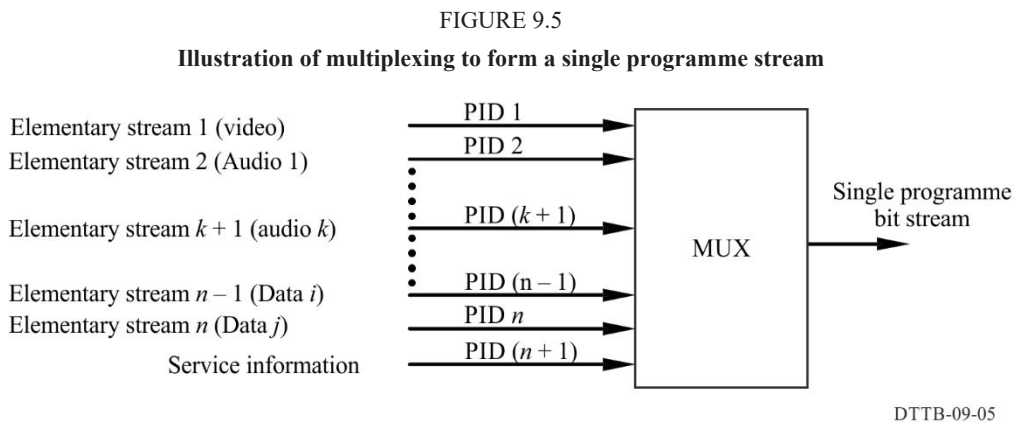 FIGURE 9.5
Illustration of multiplexing to form a single programme stream
Elementary stream 1 (video)
PID 1
Elementary stream 2 (Audio 1)
PID 2
Elementary stream k + 1 (audio k)
PID (k + 1)
Elementary stream n – 1 (Data i)
PID (n – 1)
Elementary stream n (Data j)
PID n
Service information
PID (n + 1)
MUX
Single programme
bit stream
DTTB-09-05